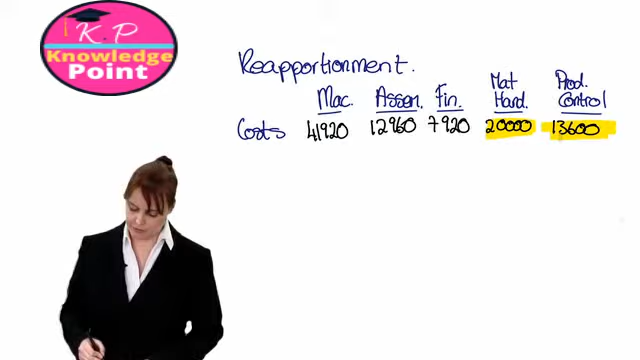 K.P
Knowledge
Point
Reapportionment.
Mac. Assem. Fin. Mat Hand. Prod. Control
Costs 41920 12960 7920 20000 13600